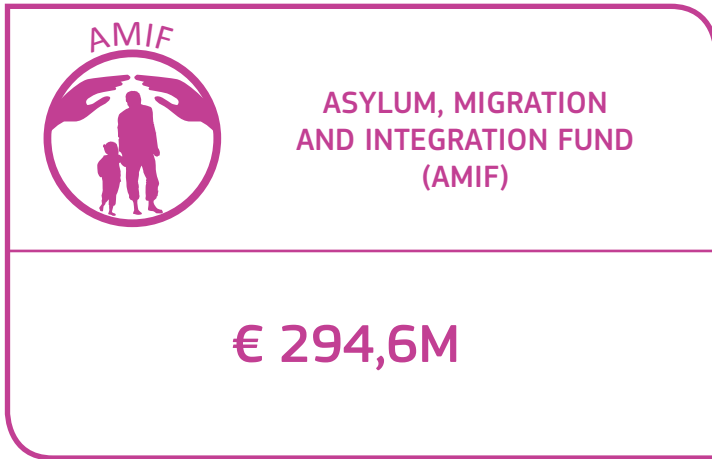 AMIF
ASYLUM, MIGRATION
AND INTEGRATION FUND
(AMIF)
€ 294,6M